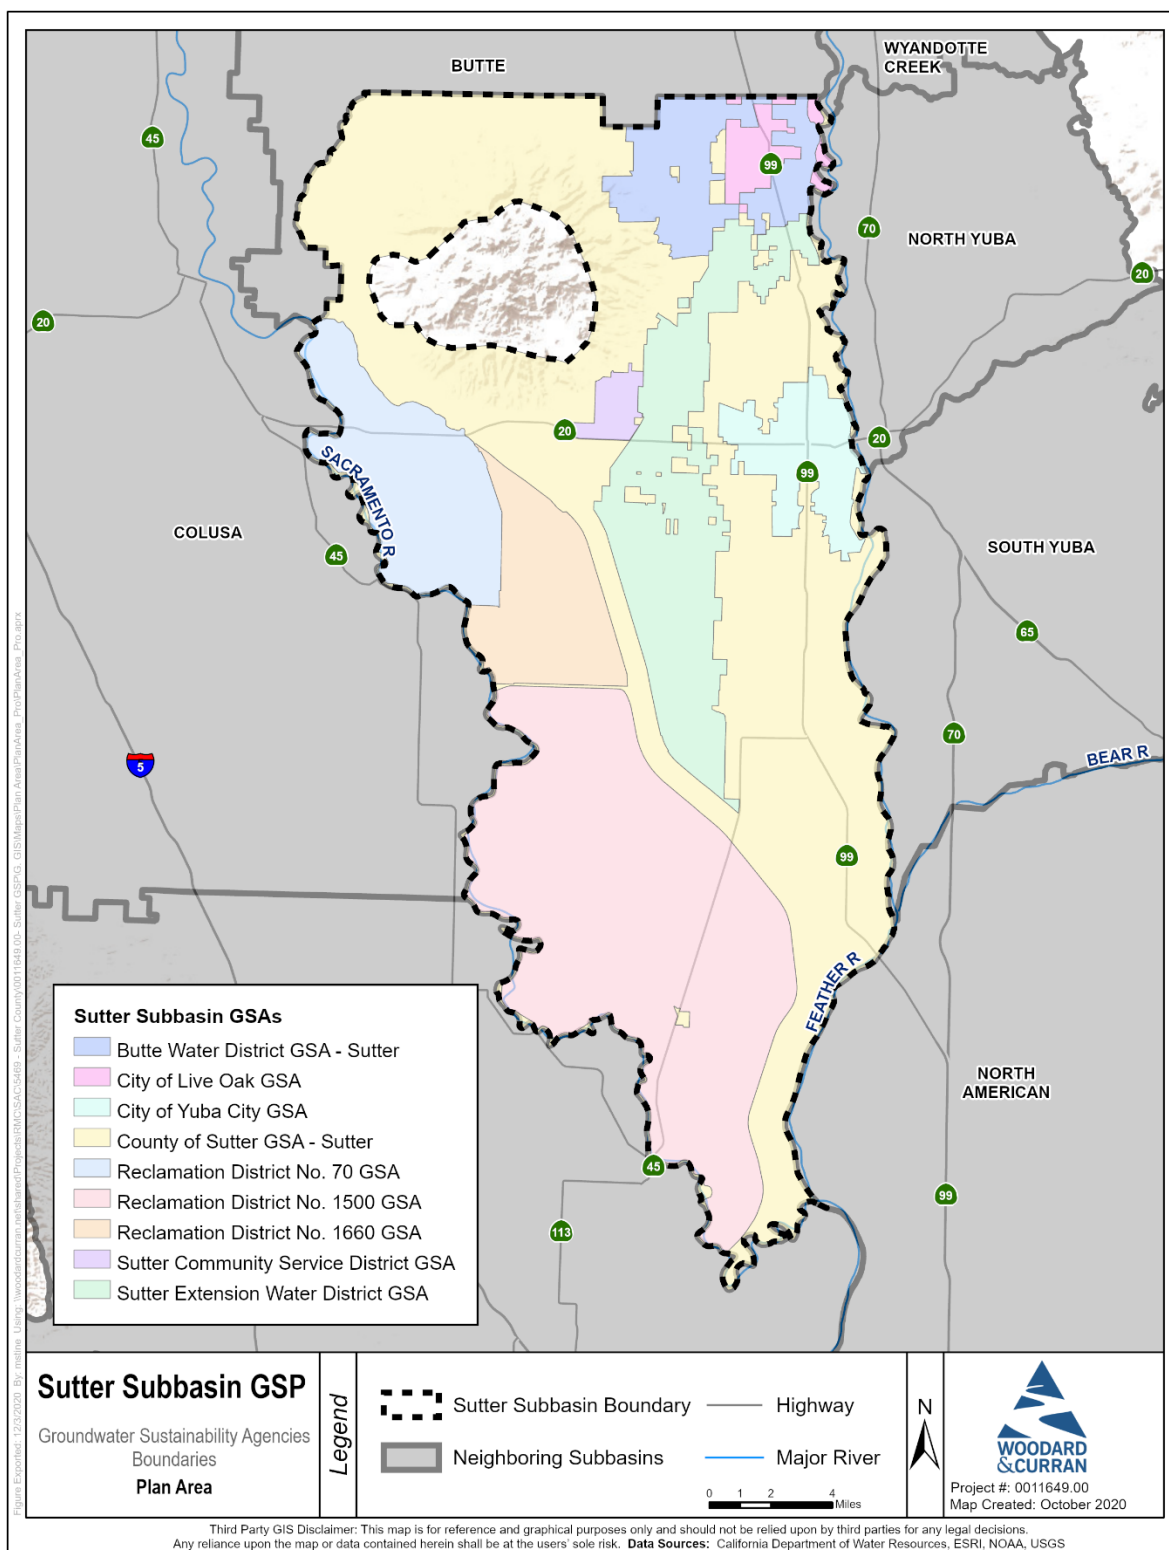 BUTTE
WYANDOTTE
CREEK
45
99
70
NORTH YUBA
20
20
20
20
99
SACRAMENTO R
COLUSA
45
SOUTH YUBA
65
70
5
BEAR R
99
FEATHER R
NORTH
AMERICAN
45
99
113
Sutter Subbasin GSAs
Butte Water District GSA - Sutter
City of Live Oak GSA
City of Yuba City GSA
County of Sutter GSA - Sutter
Reclamation District No. 70 GSA
Reclamation District No. 1500 GSA
Reclamation District No. 1660 GSA
Sutter Community Service District GSA
Sutter Extension Water District GSA
Sutter Subbasin GSP
Groundwater Sustainability Agencies
Boundaries
Plan Area
Legend
Sutter Subbasin Boundary
Highway
Neighboring Subbasins
Major River
0 1 2 4
Miles
N
WOODARD
&CURRAN
Project #: 0011649.00
Map Created: October 2020
Third Party GIS Disclaimer: This map is for reference and graphical purposes only and should not be relied upon by third parties for any legal decisions.
Any reliance upon the map or data contained herein shall be at the users' sole risk. Data Sources: California Department of Water Resources, ESRI, NOAA, USGS
Figure Exported: 12/3/2020 By: Using: